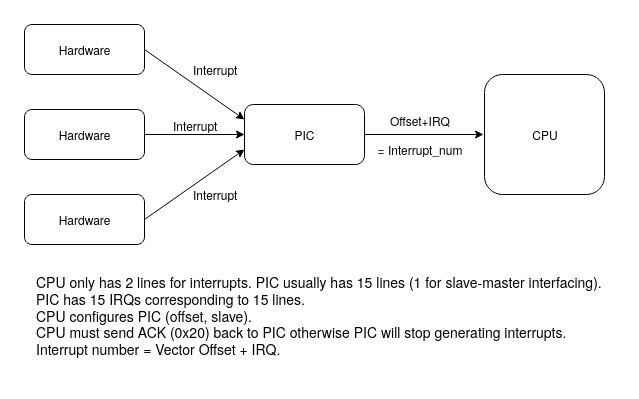 Hardware
Interrupt
Hardware
Interrupt
PIC
Offset+IRQ
= Interrupt_num
CPU
Hardware
Interrupt
CPU only has 2 lines for interrupts. PIC usually has 15 lines (1 for slave-master interfacing).
PIC has 15 IRQs corresponding to 15 lines.
CPU configures PIC (offset, slave).
CPU must send ACK (0x20) back to PIC otherwise PIC will stop generating interrupts.
Interrupt number = Vector Offset + IRQ.